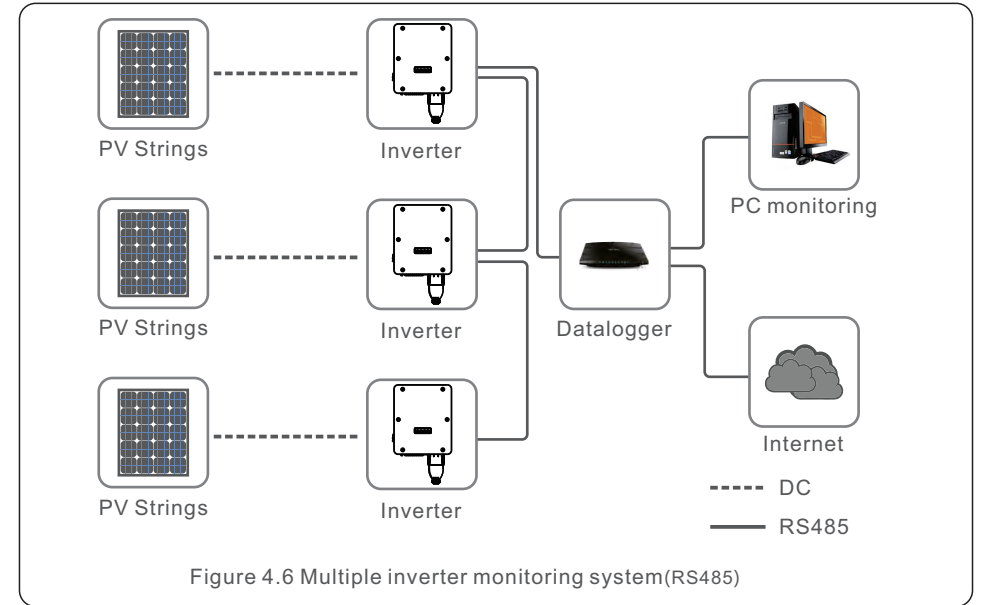 PV Strings
Inverter
PC monitoring
PV Strings
Inverter
Datalogger
Internet
DC
PV Strings
Inverter
RS485
Figure 4.6 Multiple inverter monitoring system(RS485)